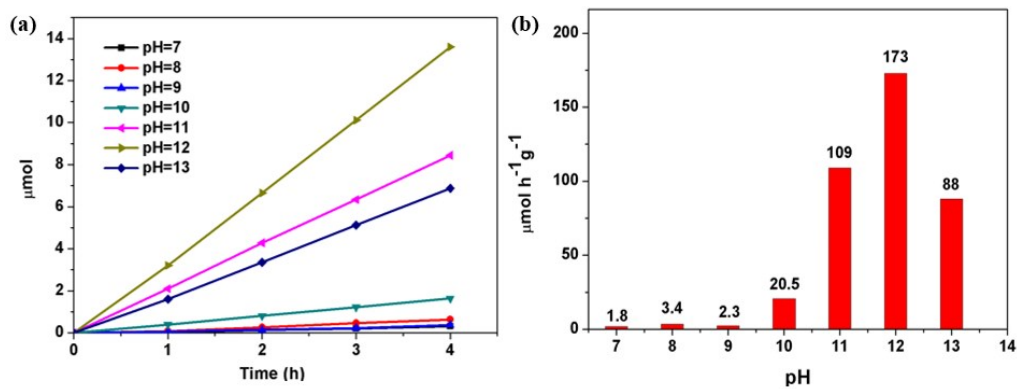 (a)
pH=7
pH=8
pH=9
pH=10
pH=11
pH=12
pH=13
14
12
10
8
6
4
2
0
μmol
0 1 2 3 4
Time (h)
(b)
200
150
100
50
0
μmol h⁻¹g⁻¹
1.8
3.4
2.3
20.5
109
173
88
7 8 9 10 11 12 13 14
pH